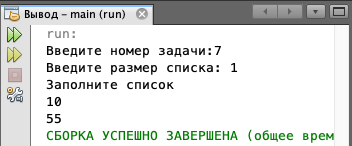 Вывод – main (run)
run:
Введите номер задачи:7
Введите размер списка: 1
Заполните список
10
55
СБОРКА УСПЕШНО ЗАВЕРШЕНА (общее